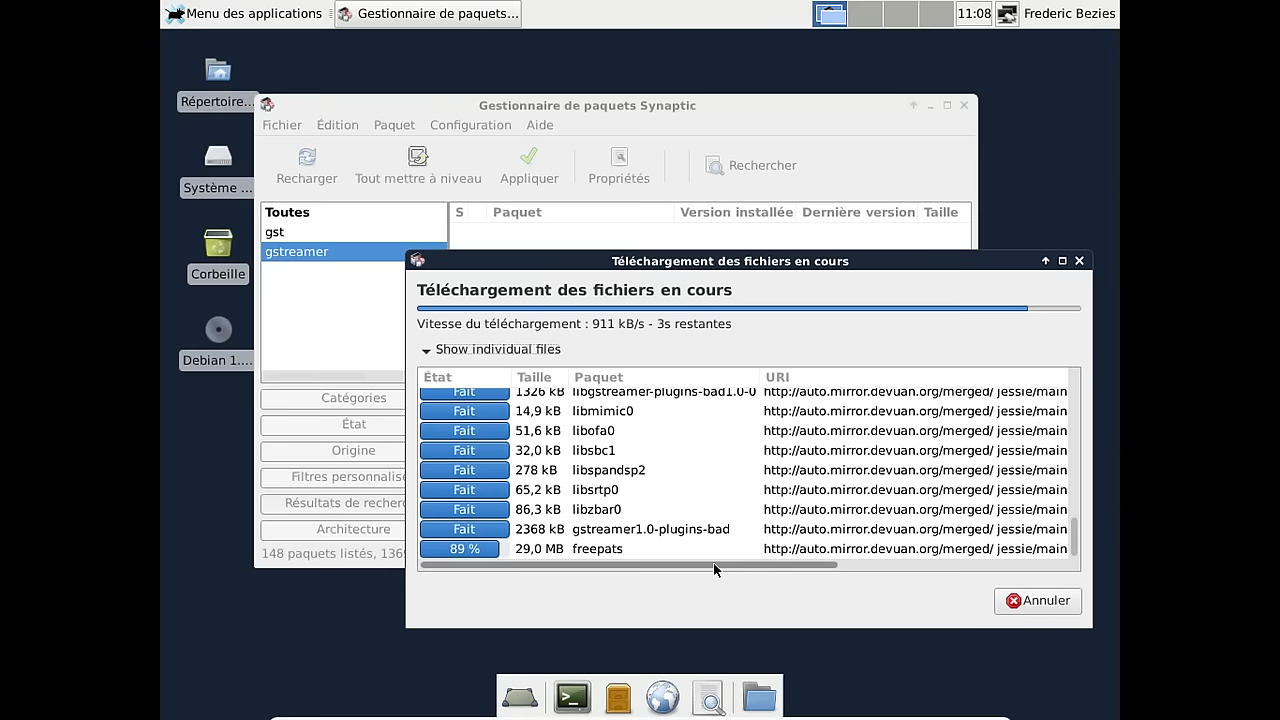 Menu des applications
Gestionnaire de paquets...
11:08
Frederic Bezies
Répertoire...
Système ...
Corbeille
Debian 1....
Gestionnaire de paquets Synaptic
Fichier Édition Paquet Configuration Aide
Recharger Tout mettre à niveau Appliquer Propriétés Rechercher
Toutes
gst
gstreamer
S Paquet Version installée Dernière version Taille
Catégories
État
Origine
Filtres personnalisé
Résultats de recherc
Architecture
148 paquets listés, 1369
Téléchargement des fichiers en cours
Téléchargement des fichiers en cours
Vitesse du téléchargement : 911 kB/s - 3s restantes
Show individual files
État Taille Paquet URI
Fait 1326 kB libgstreamer-plugins-bad1.0-0 http://auto.mirror.devuan.org/merged/ jessie/main
Fait 14,9 kB libmimic0 http://auto.mirror.devuan.org/merged/ jessie/main
Fait 51,6 kB libofa0 http://auto.mirror.devuan.org/merged/ jessie/main
Fait 32,0 kB libsbc1 http://auto.mirror.devuan.org/merged/ jessie/main
Fait 278 kB libspandsp2 http://auto.mirror.devuan.org/merged/ jessie/main
Fait 65,2 kB libsrtp0 http://auto.mirror.devuan.org/merged/ jessie/main
Fait 86,3 kB libzbar0 http://auto.mirror.devuan.org/merged/ jessie/main
Fait 2368 kB gstreamer1.0-plugins-bad http://auto.mirror.devuan.org/merged/ jessie/main
89 % 29,0 MB freepats http://auto.mirror.devuan.org/merged/ jessie/main
Annuler